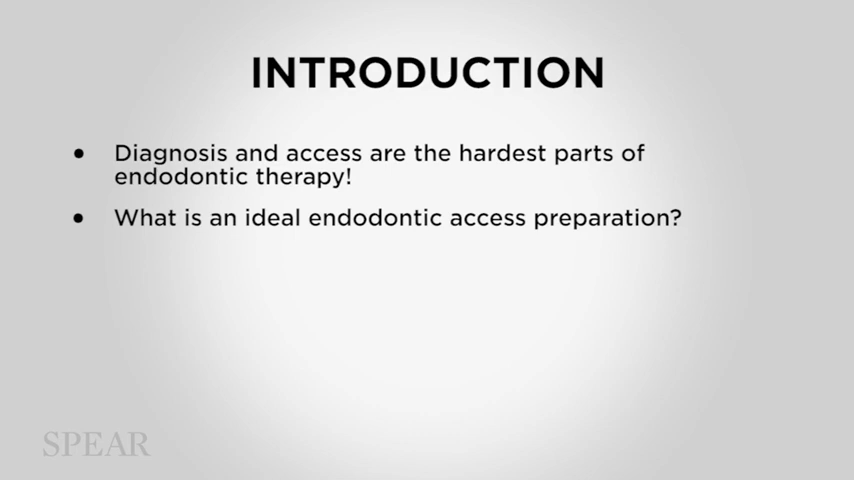 INTRODUCTION
● Diagnosis and access are the hardest parts of
endodontic therapy!
● What is an ideal endodontic access preparation?
SPEAR